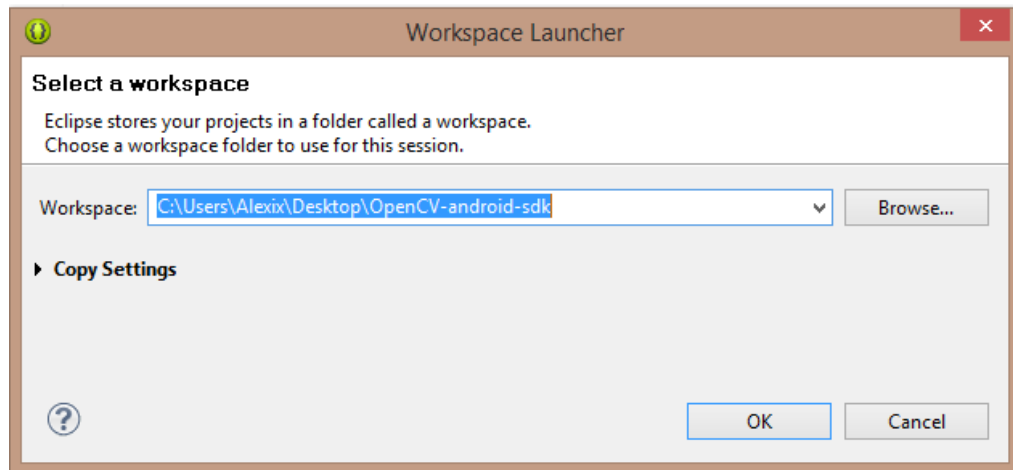 Workspace Launcher
Select a workspace
Eclipse stores your projects in a folder called a workspace.
Choose a workspace folder to use for this session.
Workspace: C:\Users\Alexix\Desktop\OpenCV-android-sdk Browse...
Copy Settings
OK Cancel